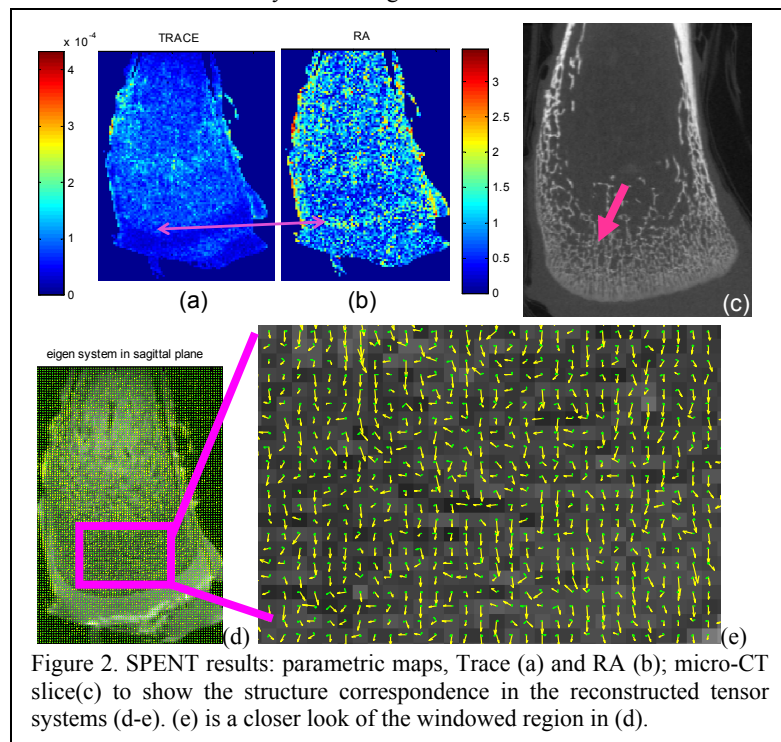 x 10⁻⁴
TRACE
RA
4
3
2
1
0
3
2.5
2
1.5
1
0.5
0
(a)
(b)
(c)
eigen system in sagittal plane
(d)
(e)
Figure 2. SPENT results: parametric maps, Trace (a) and RA (b); micro-CT
slice(c) to show the structure correspondence in the reconstructed tensor
systems (d-e). (e) is a closer look of the windowed region in (d).